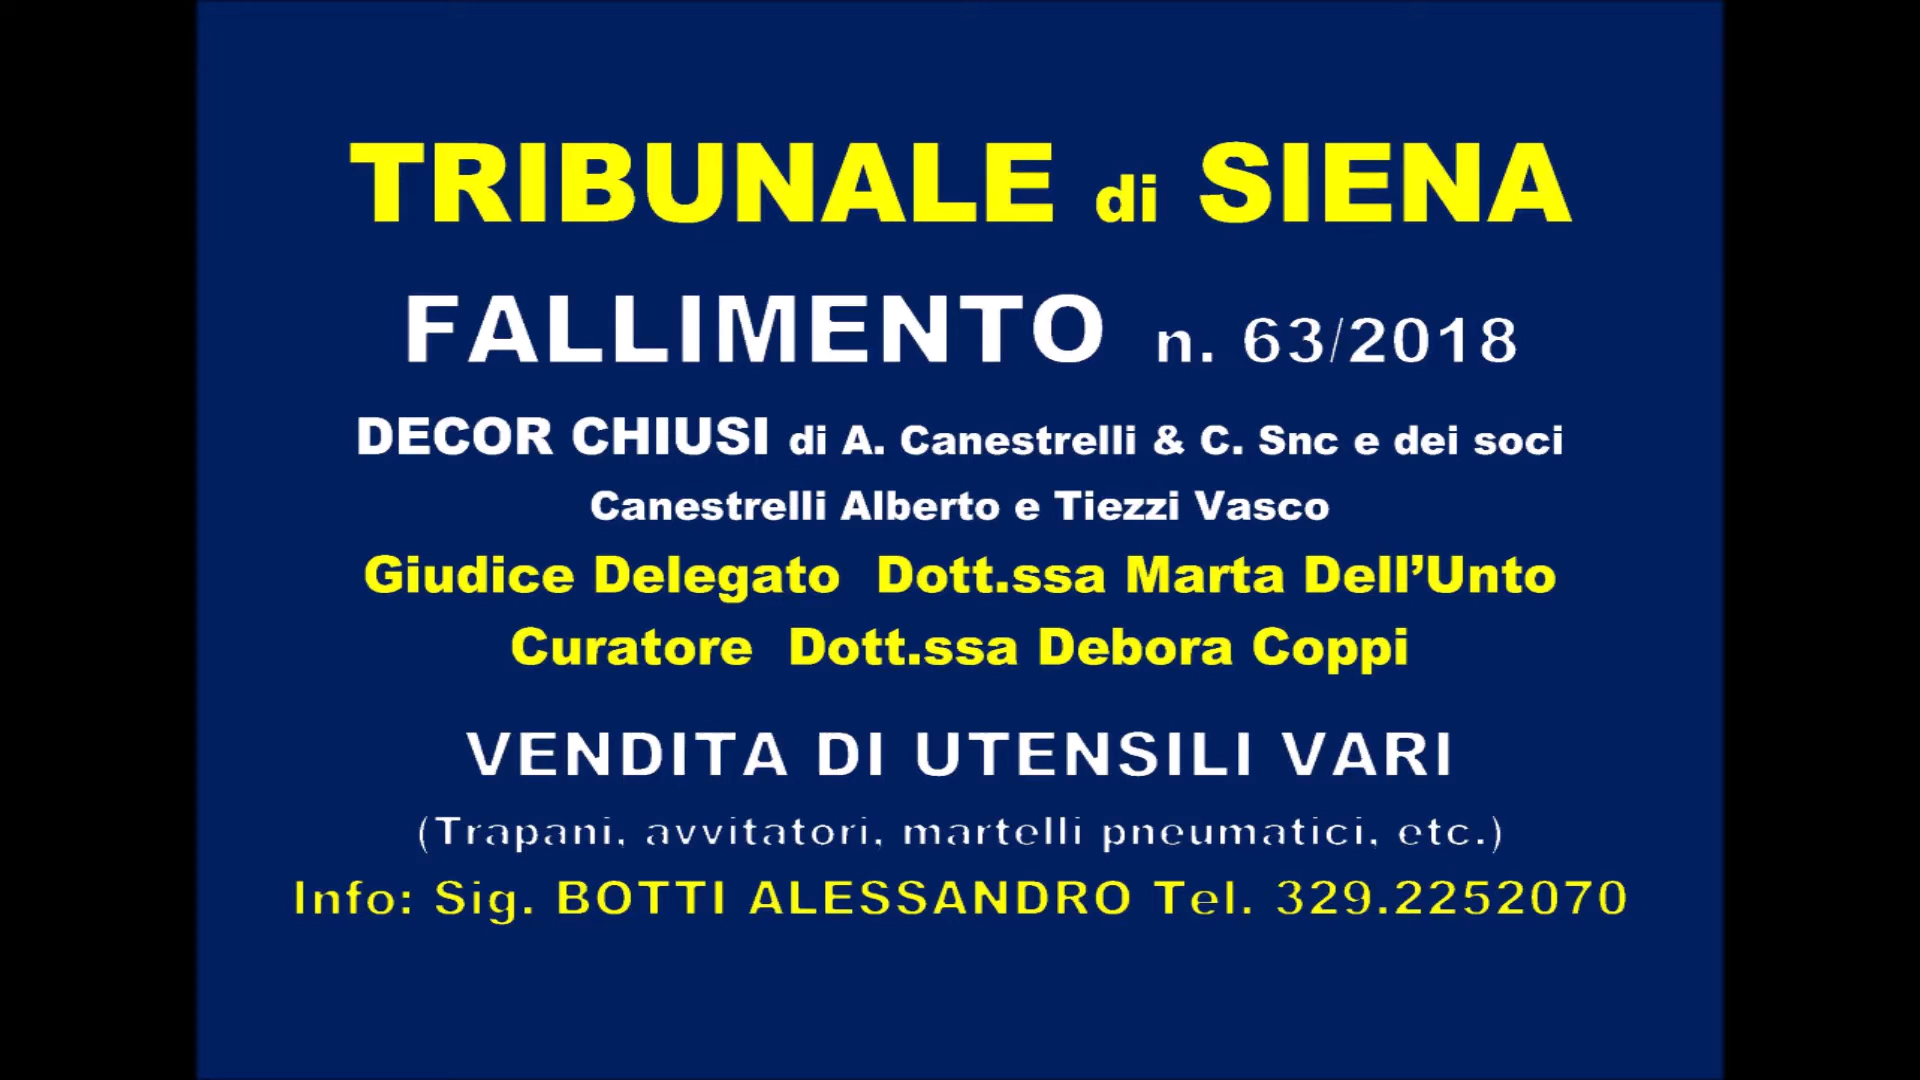 TRIBUNALE di SIENA
FALLIMENTO n. 63/2018
DECOR CHIUSI di A. Canestrelli & C. Snc e dei soci
Canestrelli Alberto e Tiezzi Vasco
Giudice Delegato Dott.ssa Marta Dell’Unto
Curatore Dott.ssa Debora Coppi
VENDITA DI UTENSILI VARI
(Trapani, avvitatori, martelli pneumatici, etc.)
Info: Sig. BOTTI ALESSANDRO Tel. 329.2252070